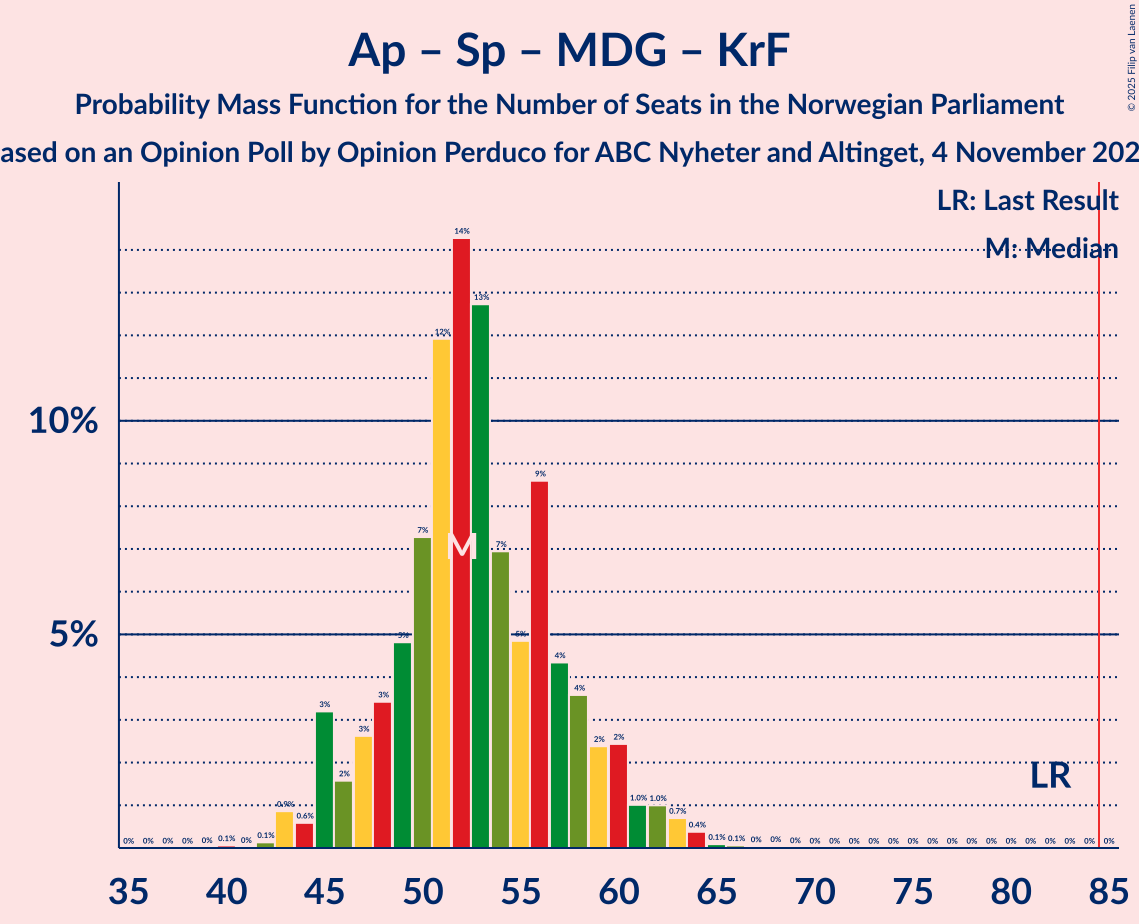 Ap – Sp – MDG – KrF
© 2025 Filip van Laenen
Probability Mass Function for the Number of Seats in the Norwegian Parliament
ased on an Opinion Poll by Opinion Perduco for ABC Nyheter and Altinget, 4 November 202
LR: Last Result
M: Median
10%
5%
0% 0% 0% 0% 0% 0.1% 0% 0.1% 0.9% 0.6% 3% 2% 3% 3% 5% 7% 12% 14% 13% 7% 5% 9% 4% 4% 2% 2% 1.0% 1.0% 0.7% 0.4% 0.1% 0.1% 0% 0% 0% 0% 0% 0% 0% 0% 0% 0% 0% 0% 0% 0% 0% 0% 0% 0% 0%
M
LR
35 40 45 50 55 60 65 70 75 80 85